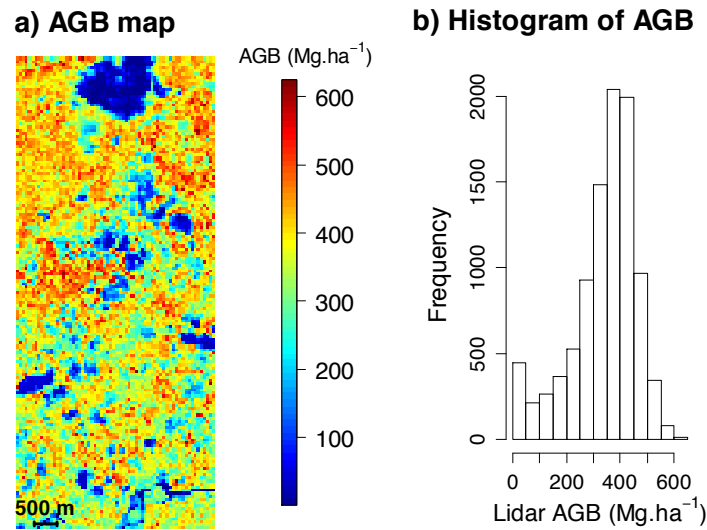 a) AGB map
AGB (Mg.ha⁻¹)
600
500
400
300
200
100
500 m
b) Histogram of AGB
Frequency
2000
1500
1000
500
0
0 200 400 600
Lidar AGB (Mg.ha⁻¹)